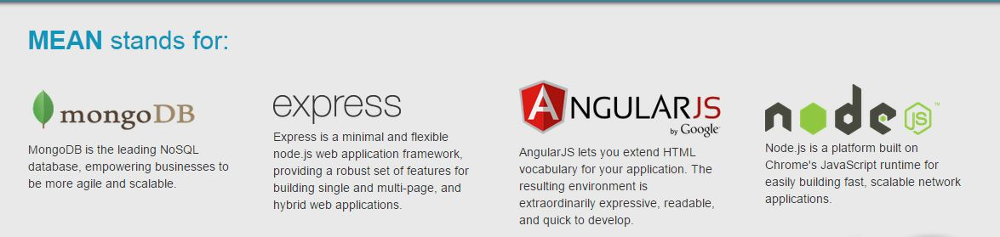 MEAN stands for:
mongoDB
MongoDB is the leading NoSQL
database, empowering businesses to
be more agile and scalable.
express
Express is a minimal and flexible
node.js web application framework,
providing a robust set of features for
building single and multi-page, and
hybrid web applications.
ANGULARJS
by Google
AngularJS lets you extend HTML
vocabulary for your application. The
resulting environment is
extraordinarily expressive, readable,
and quick to develop.
node JS™
Node.js is a platform built on
Chrome's JavaScript runtime for
easily building fast, scalable network
applications.